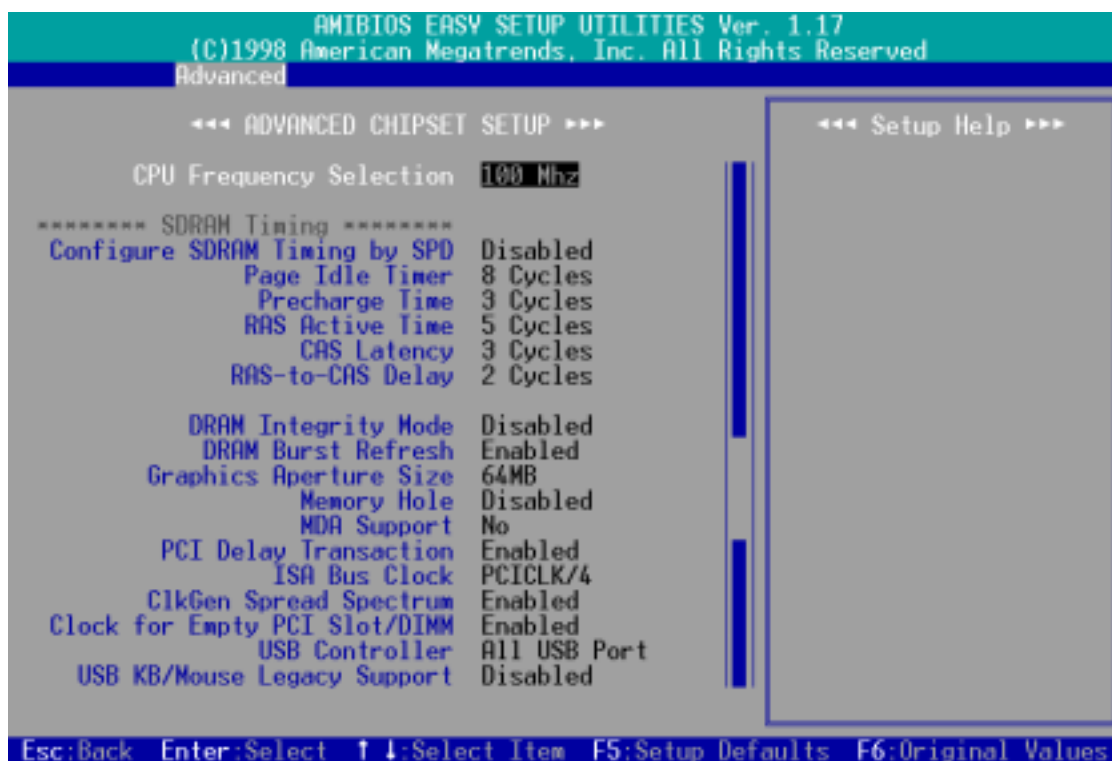 AMIBIOS EASY SETUP UTILITIES Ver. 1.17
(C)1998 American Megatrends, Inc. All Rights Reserved
Advanced
◄◄◄ ADVANCED CHIPSET SETUP ►►►
CPU Frequency Selection 100 Mhz
******** SDRAM Timing ********
Configure SDRAM Timing by SPD Disabled
Page Idle Timer 8 Cycles
Precharge Time 3 Cycles
RAS Active Time 5 Cycles
CAS Latency 3 Cycles
RAS-to-CAS Delay 2 Cycles
DRAM Integrity Mode Disabled
DRAM Burst Refresh Enabled
Graphics Aperture Size 64MB
Memory Hole Disabled
MDA Support No
PCI Delay Transaction Enabled
ISA Bus Clock PCICLK/4
ClkGen Spread Spectrum Enabled
Clock for Empty PCI Slot/DIMM Enabled
USB Controller All USB Port
USB KB/Mouse Legacy Support Disabled
◄◄◄ Setup Help ►►►
Esc:Back Enter:Select ↑↓:Select Item F5:Setup Defaults F6:Original Values